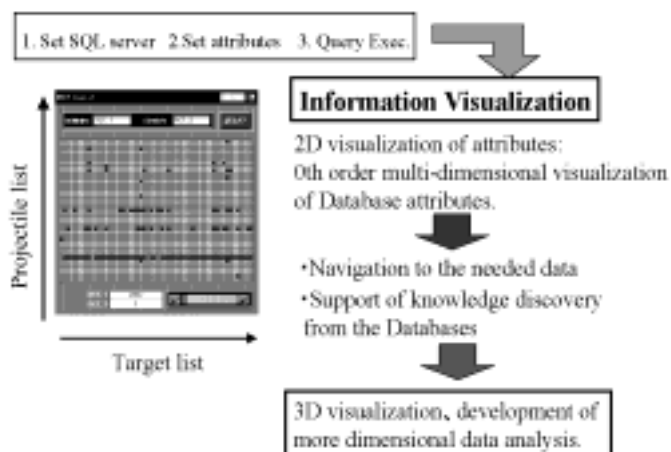 1. Set SQL server 2.Set attributes 3. Query Exec.
Information Visualization
2D visualization of attributes:
0th order multi-dimensional visualization
of Database attributes.
・Navigation to the needed data
・Support of knowledge discovery
from the Databases
3D visualization、development of
more dimensional data analysis.
Projectile list
Target list